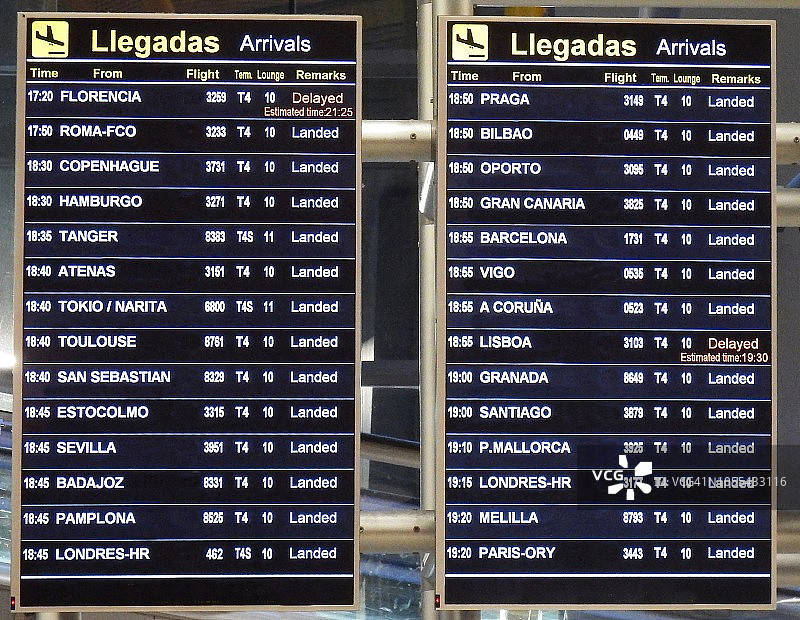 Llegadas Arrivals
Time From Flight Term. Lounge Remarks
17:20 FLORENCIA 3259 T4 10 Delayed
Estimated time:21:25
17:50 ROMA-FCO 3233 T4 10 Landed
18:30 COPENHAGUE 3731 T4 10 Landed
18:30 HAMBURGO 3271 T4 10 Landed
18:35 TANGER 8383 T4S 11 Landed
18:40 ATENAS 3151 T4 10 Landed
18:40 TOKIO / NARITA 6800 T4S 11 Landed
18:40 TOULOUSE 8761 T4 10 Landed
18:40 SAN SEBASTIAN 8329 T4 10 Landed
18:45 ESTOCOLMO 3315 T4 10 Landed
18:45 SEVILLA 3951 T4 10 Landed
18:45 BADAJOZ 8331 T4 10 Landed
18:45 PAMPLONA 8525 T4 10 Landed
18:45 LONDRES-HR 462 T4S 10 Landed
Llegadas Arrivals
Time From Flight Term. Lounge Remarks
18:50 PRAGA 3149 T4 10 Landed
18:50 BILBAO 0449 T4 10 Landed
18:50 OPORTO 3095 T4 10 Landed
18:50 GRAN CANARIA 3825 T4 10 Landed
18:55 BARCELONA 1731 T4 10 Landed
18:55 VIGO 0535 T4 10 Landed
18:55 A CORUÑA 0523 T4 10 Landed
18:55 LISBOA 3103 T4 10 Delayed
Estimated time:19:30
19:00 GRANADA 8649 T4 10 Landed
19:00 SANTIAGO 3879 T4 10 Landed
19:10 P.MALLORCA 3925 T4 10 Landed
19:15 LONDRES-HR 3177 T4 10 Landed
19:20 MELILLA 8793 T4 10 Landed
19:20 PARIS-ORY 3443 T4 10 Landed
VCG